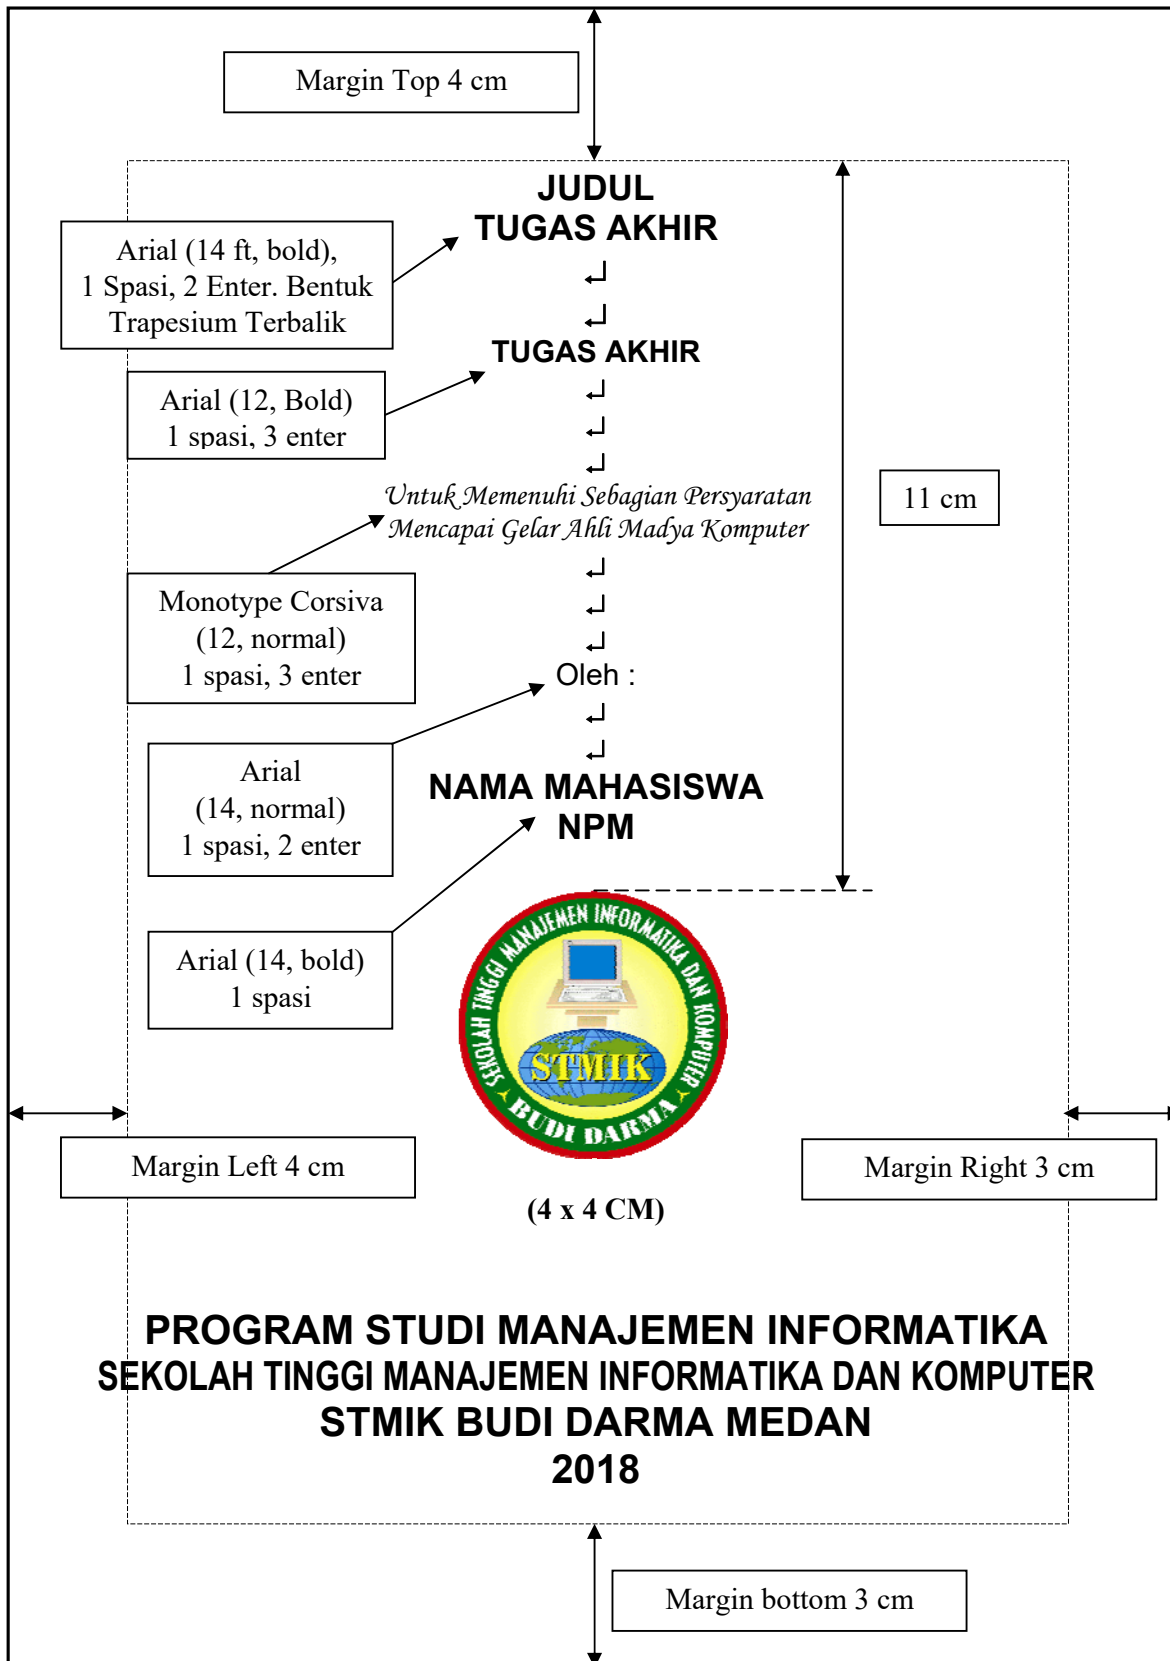 Margin Top 4 cm
JUDUL
TUGAS AKHIR
Arial (14 ft, bold),
1 Spasi, 2 Enter. Bentuk
Trapesium Terbalik
TUGAS AKHIR
Arial (12, Bold)
1 spasi, 3 enter
Untuk Memenuhi Sebagian Persyaratan
Mencapai Gelar Ahli Madya Komputer
11 cm
Monotype Corsiva
(12, normal)
1 spasi, 3 enter
Oleh :
Arial
(14, normal)
1 spasi, 2 enter
NAMA MAHASISWA
NPM
Arial (14, bold)
1 spasi
SEKOLAH TINGGI MANAJEMEN INFORMATIKA DAN KOMPUTER
STMIK
BUDI DARMA
Margin Left 4 cm
Margin Right 3 cm
(4 x 4 CM)
PROGRAM STUDI MANAJEMEN INFORMATIKA
SEKOLAH TINGGI MANAJEMEN INFORMATIKA DAN KOMPUTER
STMIK BUDI DARMA MEDAN
2018
Margin bottom 3 cm